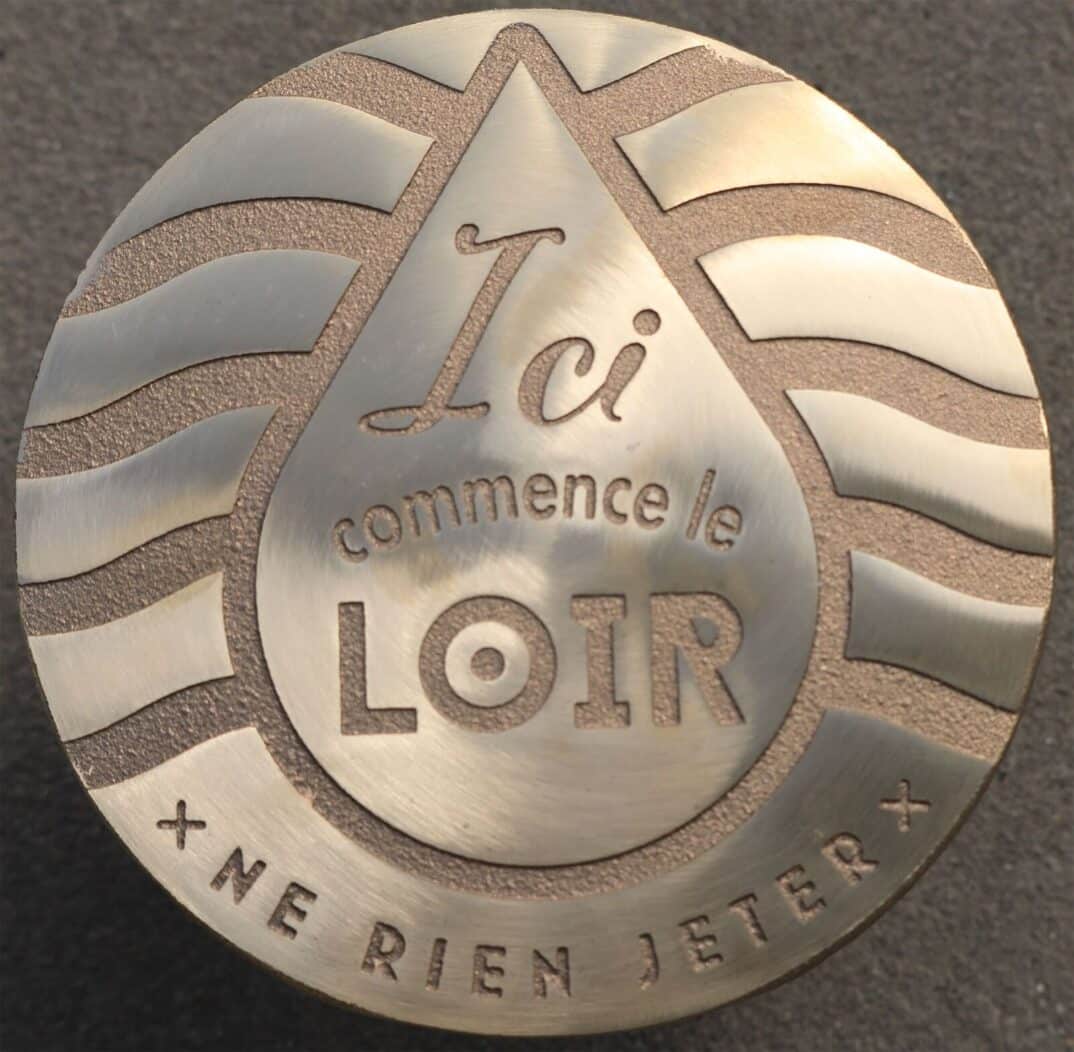 Ici
commence le
LOIR
+ NE RIEN JETER +